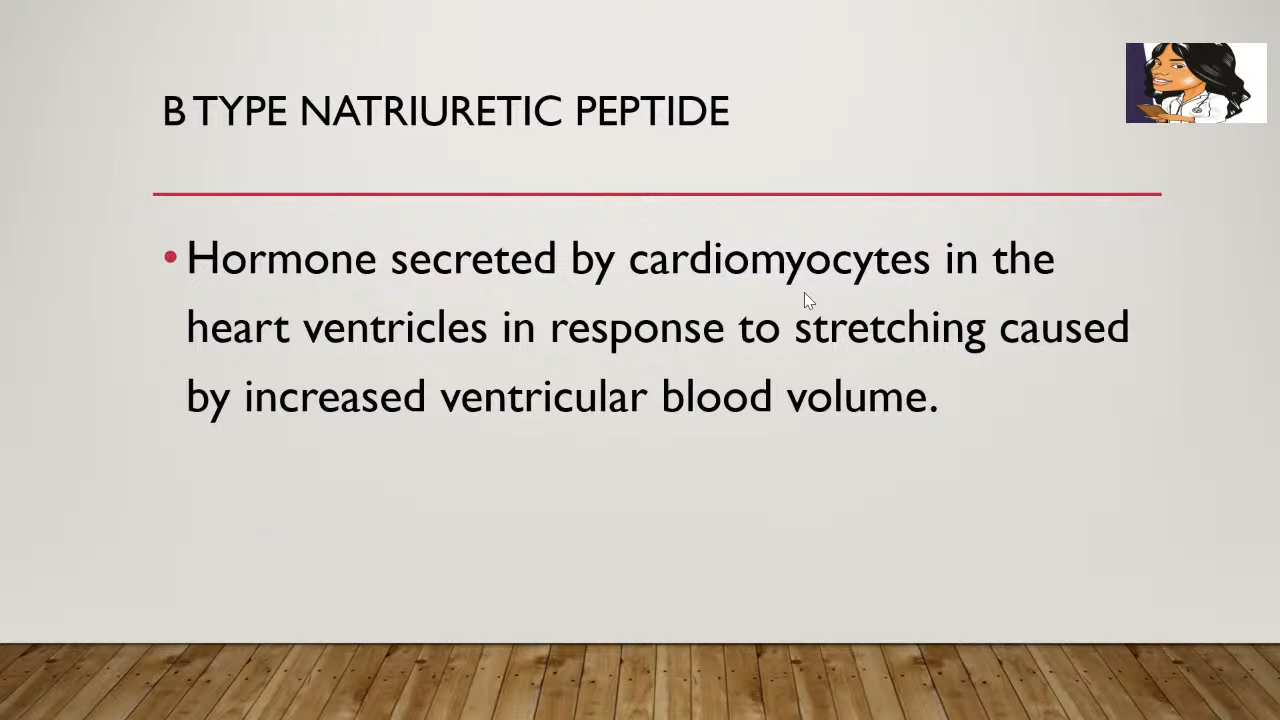 B TYPE NATRIURETIC PEPTIDE
• Hormone secreted by cardiomyocytes in the
heart ventricles in response to stretching caused
by increased ventricular blood volume.